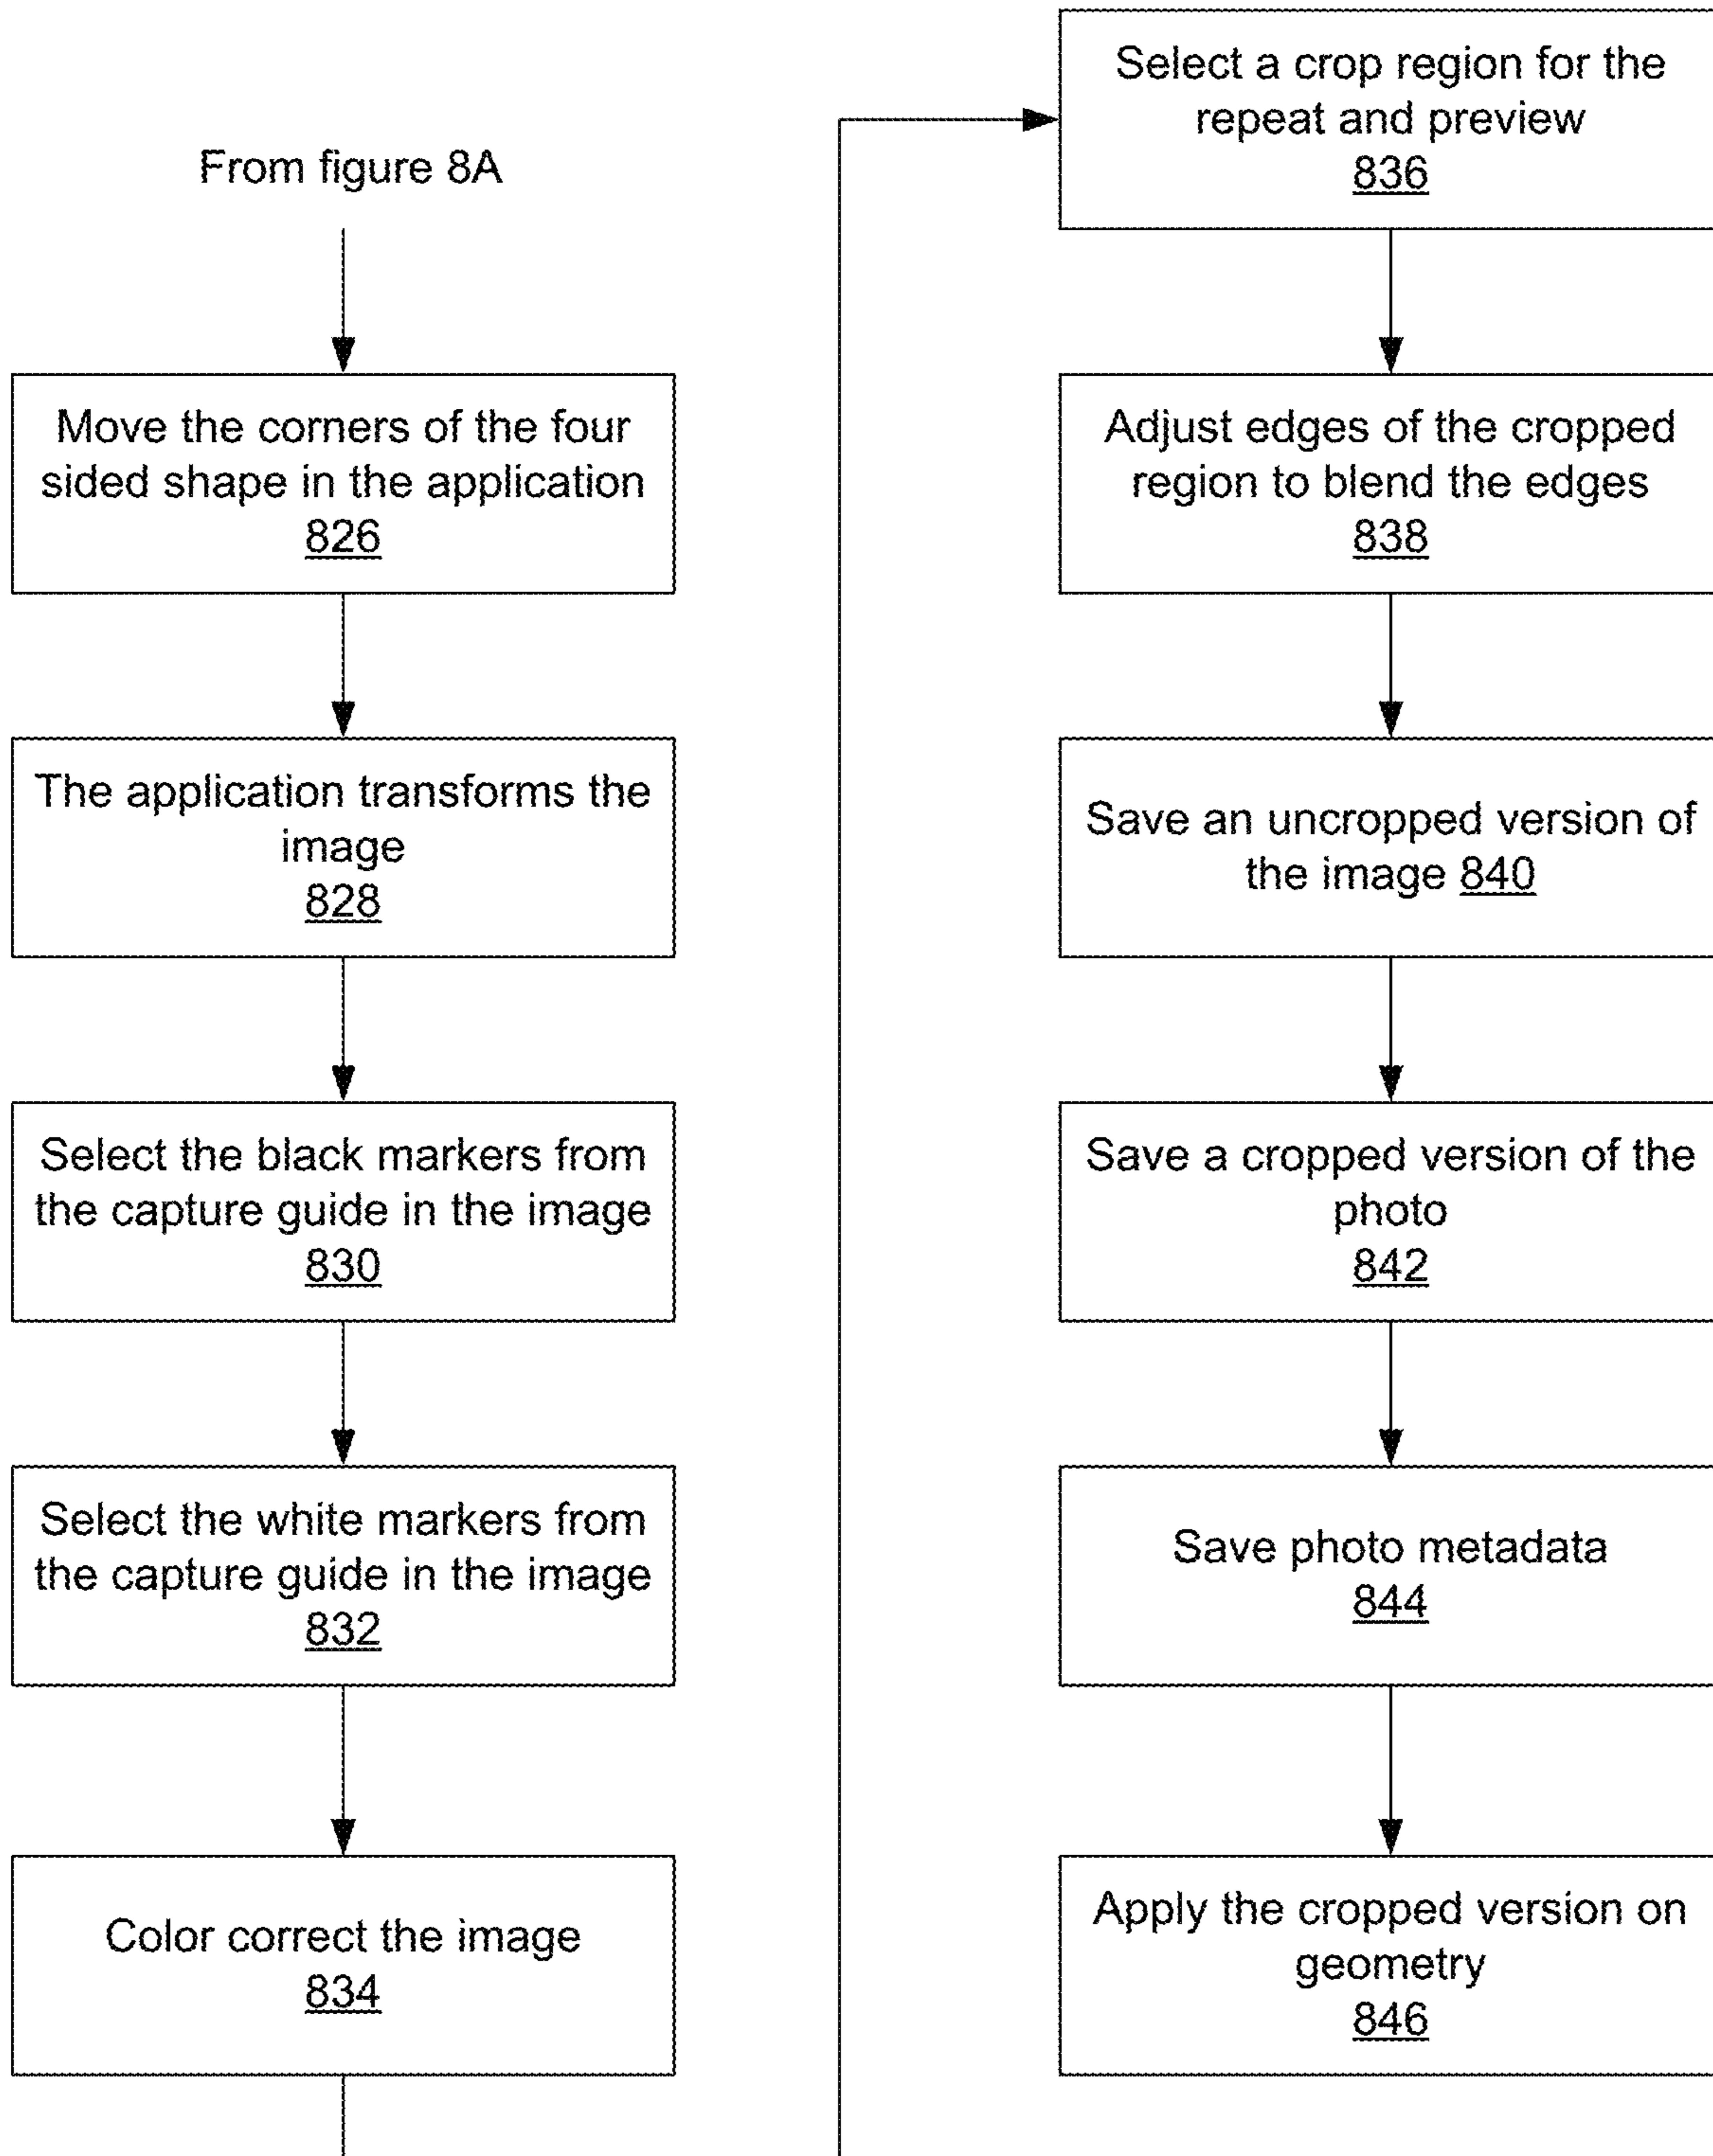 From figure 8A
Move the corners of the four
sided shape in the application
826
The application transforms the
image
828
Select the black markers from
the capture guide in the image
830
Select the white markers from
the capture guide in the image
832
Color correct the image
834
Select a crop region for the
repeat and preview
836
Adjust edges of the cropped
region to blend the edges
838
Save an uncropped version of
the image 840
Save a cropped version of the
photo
842
Save photo metadata
844
Apply the cropped version on
geometry
846